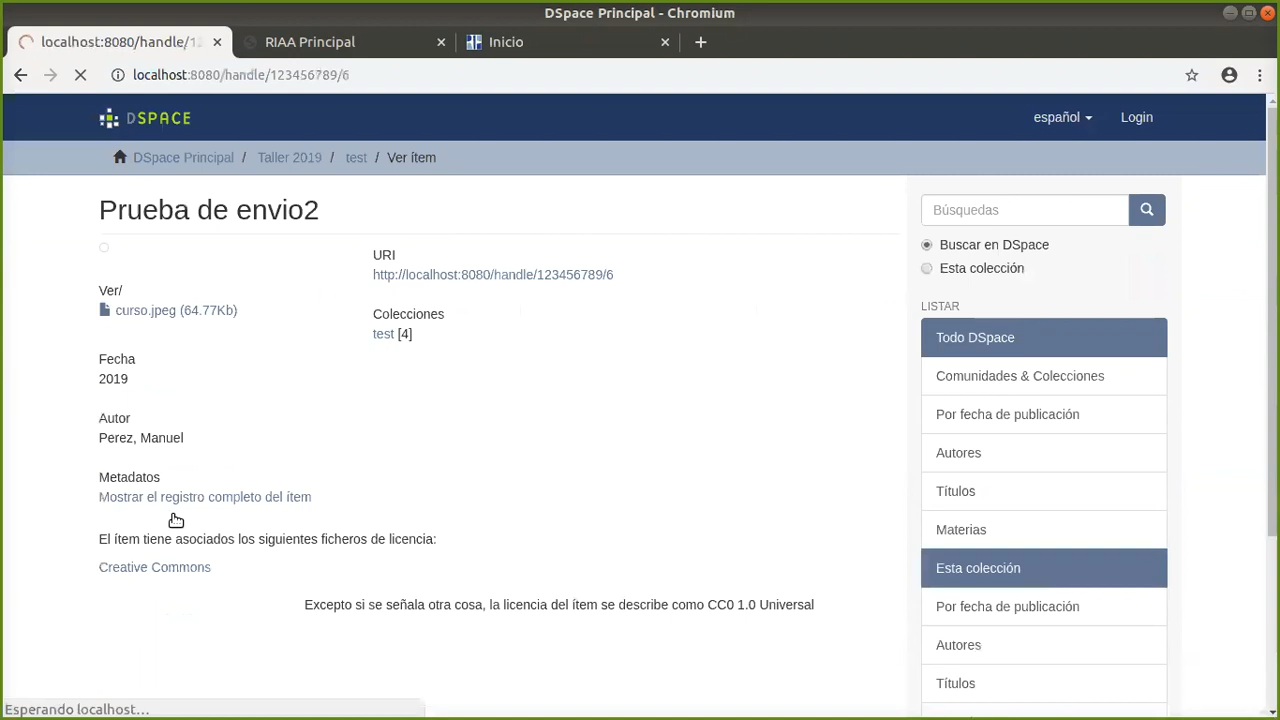 DSpace Principal - Chromium
localhost:8080/handle/12
RIAA Principal
Inicio
localhost:8080/handle/123456789/6
DSPACE
español
Login
DSpace Principal / Taller 2019 / test / Ver ítem
Prueba de envio2
URI
http://localhost:8080/handle/123456789/6
Ver/
curso.jpeg (64.77Kb)
Colecciones
test [4]
Fecha
2019
Autor
Perez, Manuel
Metadatos
Mostrar el registro completo del ítem
El ítem tiene asociados los siguientes ficheros de licencia:
Creative Commons
Excepto si se señala otra cosa, la licencia del ítem se describe como CC0 1.0 Universal
Búsquedas
Buscar en DSpace
Esta colección
LISTAR
Todo DSpace
Comunidades & Colecciones
Por fecha de publicación
Autores
Títulos
Materias
Esta colección
Por fecha de publicación
Autores
Títulos
Esperando localhost...